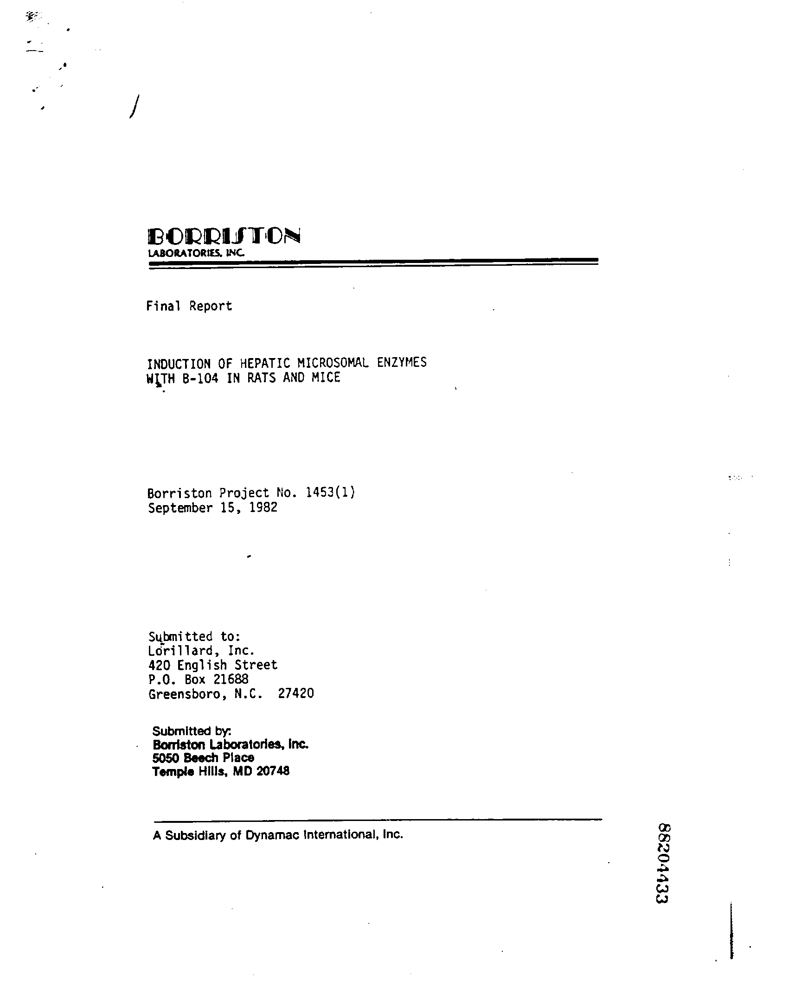 BORRISTON
LABORATORIES, INC.
Final Report
INDUCTION OF HEPATIC MICROSOMAL ENZYMES
WITH B-104 IN RATS AND MICE
Borriston Project No. 1453(1)
September 15, 1982
Submitted to:
Lorillard, Inc.
420 English Street
P.O. Box 21688
Greensboro, N.C. 27420
Submitted by:
Borriston Laboratories, Inc.
5050 Beech Place
Temple Hills, MD 20748
A Subsidiary of Dynamac International, Inc.
88204433